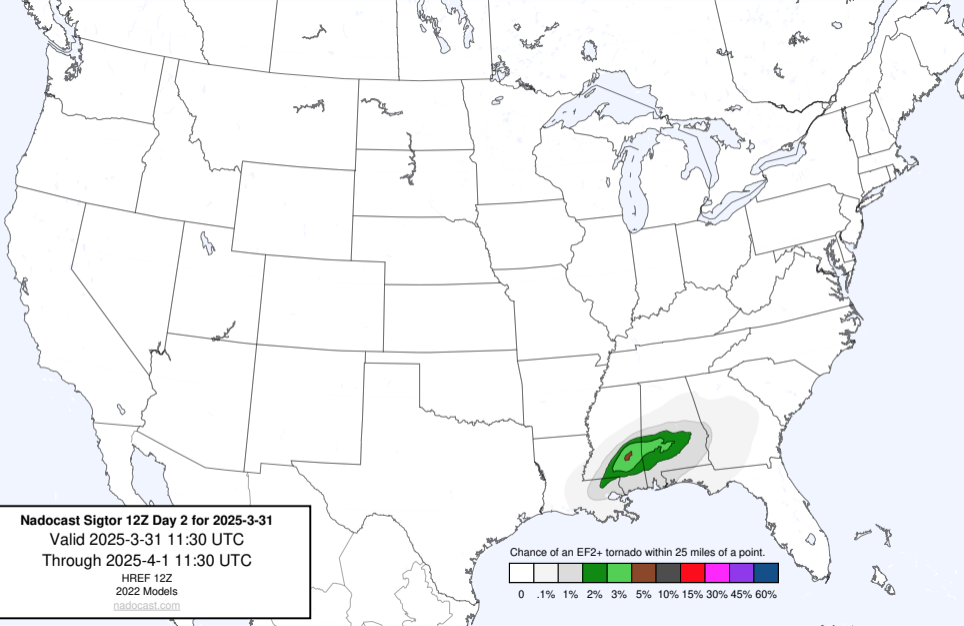 Nadocast Sigtor 12Z Day 2 for 2025-3-31
Valid 2025-3-31 11:30 UTC
Through 2025-4-1 11:30 UTC
HREF 12Z
2022 Models
nadocast.com
Chance of an EF2+ tornado within 25 miles of a point.
0 .1% 1% 2% 3% 5% 10% 15% 30% 45% 60%